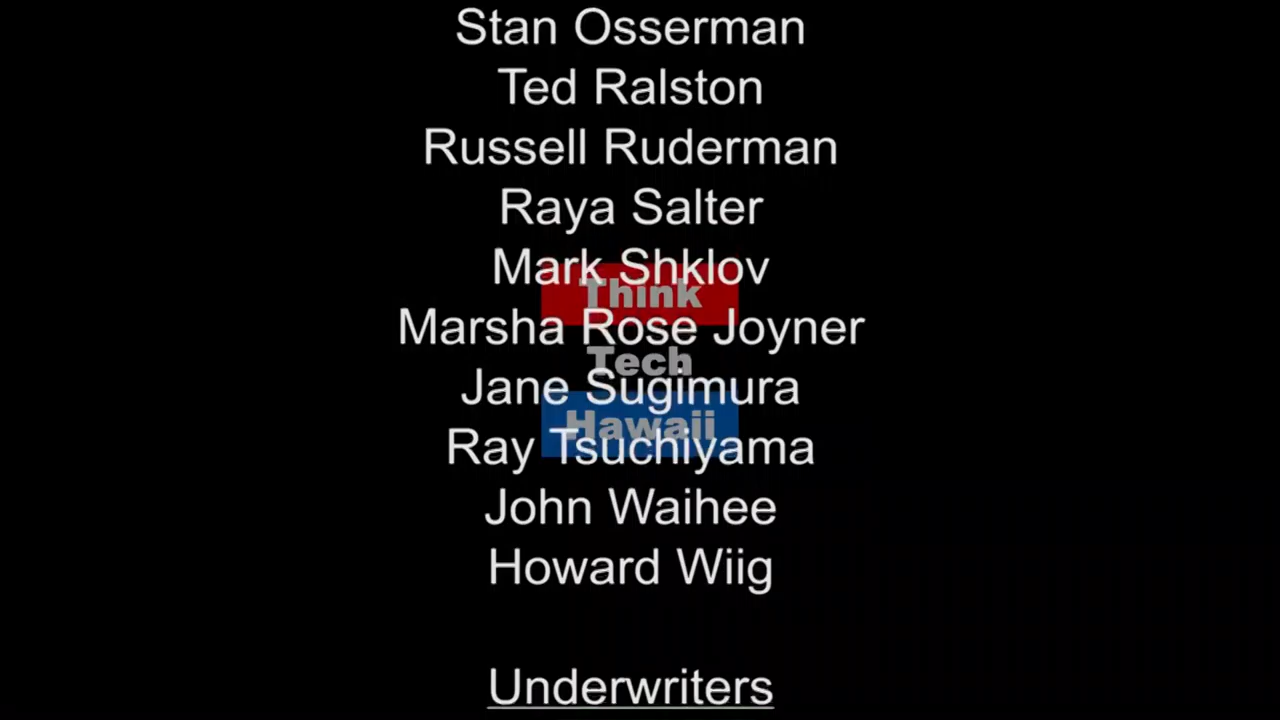 Stan Osserman
Ted Ralston
Russell Ruderman
Raya Salter
Mark Shklov
Think
Marsha Rose Joyner
Tech
Jane Sugimura
Hawaii
Ray Tsuchiyama
John Waihee
Howard Wiig
Underwriters